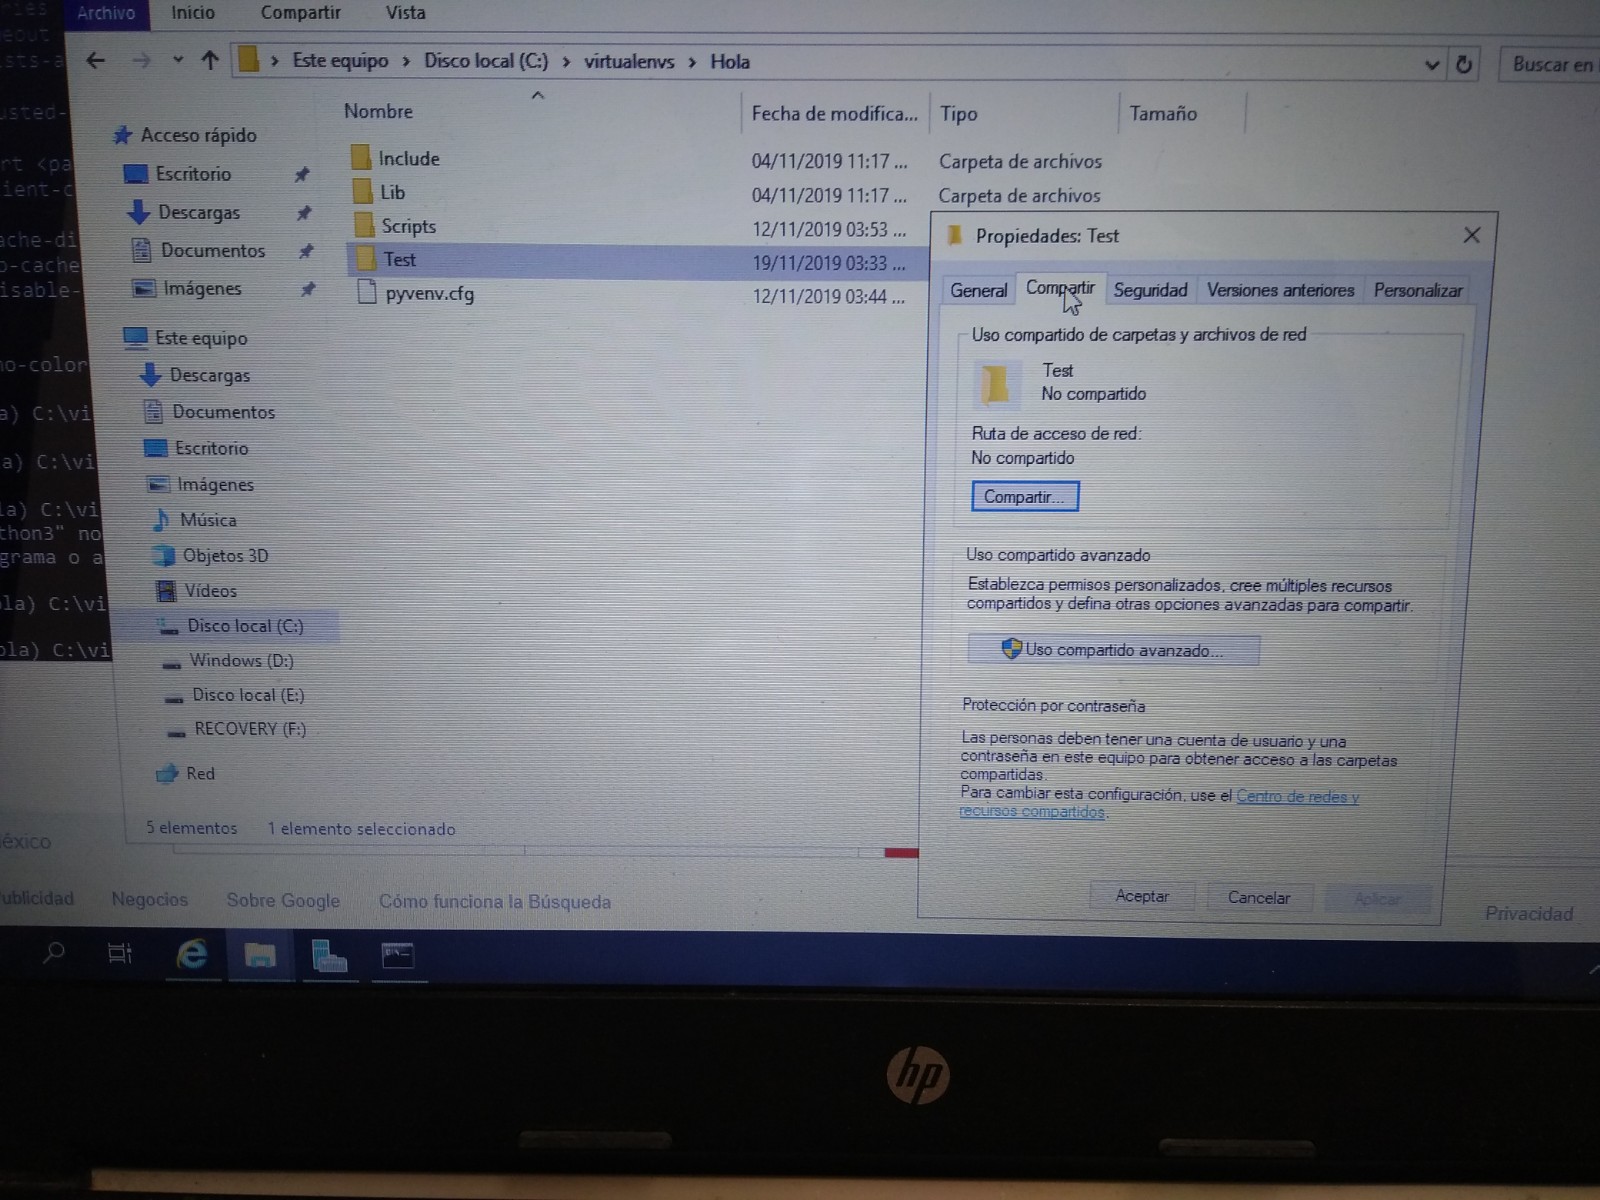 Archivo Inicio Compartir Vista
Este equipo Disco local (C:) virtualenvs Hola
Buscar en
Nombre Fecha de modifica... Tipo Tamaño
Include 04/11/2019 11:17 ... Carpeta de archivos
Lib 04/11/2019 11:17 ... Carpeta de archivos
Scripts 12/11/2019 03:53 ...
Test 19/11/2019 03:33 ...
pyvenv.cfg 12/11/2019 03:44 ...
Acceso rápido
Escritorio
Descargas
Documentos
Imágenes
Este equipo
Descargas
Documentos
Escritorio
Imágenes
Música
Objetos 3D
Vídeos
Disco local (C:)
Windows (D:)
Disco local (E:)
RECOVERY (F:)
Red
5 elementos 1 elemento seleccionado
Propiedades: Test
General Compartir Seguridad Versiones anteriores Personalizar
Uso compartido de carpetas y archivos de red
Test
No compartido
Ruta de acceso de red:
No compartido
Compartir...
Uso compartido avanzado
Establezca permisos personalizados, cree múltiples recursos
compartidos y defina otras opciones avanzadas para compartir.
Uso compartido avanzado...
Protección por contraseña
Las personas deben tener una cuenta de usuario y una
contraseña en este equipo para obtener acceso a las carpetas
compartidas.
Para cambiar esta configuración, use el Centro de redes y
recursos compartidos.
Aceptar Cancelar Aplicar
usted-
rt <pa
ient-c
ache-di
o-cache
isable-
no-color
a) C:\vi
a) C:\vi
la) C:\vi
thon3" no
grama o a
ola) C:\vi
ola) C:\vi
éxico
ublicidad Negocios Sobre Google Cómo funciona la Búsqueda Privacidad
hp